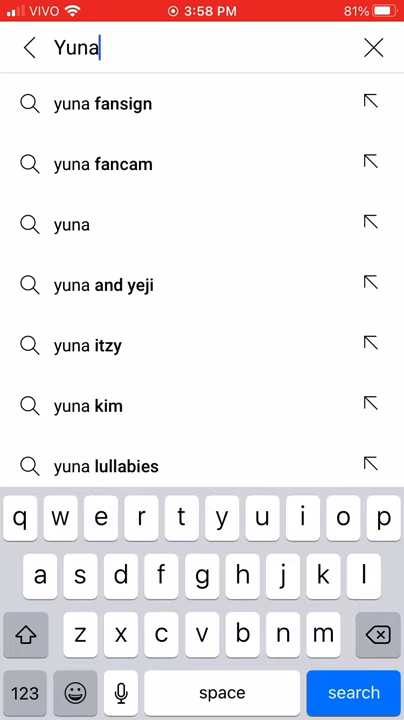 VIVO 3:58 PM 81%
Yuna
yuna fansign
yuna fancam
yuna
yuna and yeji
yuna itzy
yuna kim
yuna lullabies
q w e r t y u i o p
a s d f g h j k l
z x c v b n m
123 space search